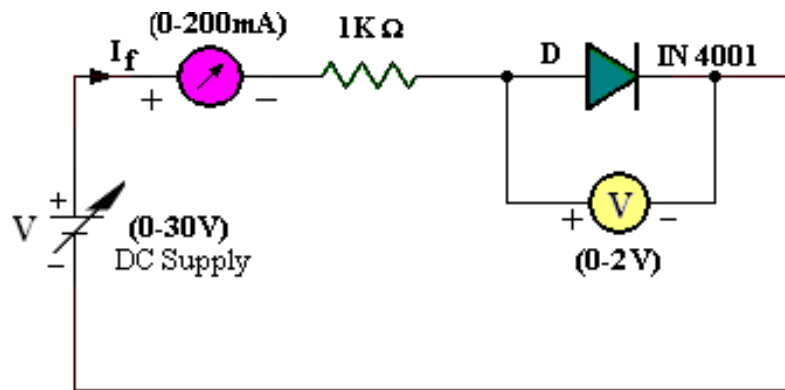 (0-200mA)
1K Ω
If
D
IN 4001
+
−
+
V
−
(0-30V)
DC Supply
+
V
−
(0-2V)